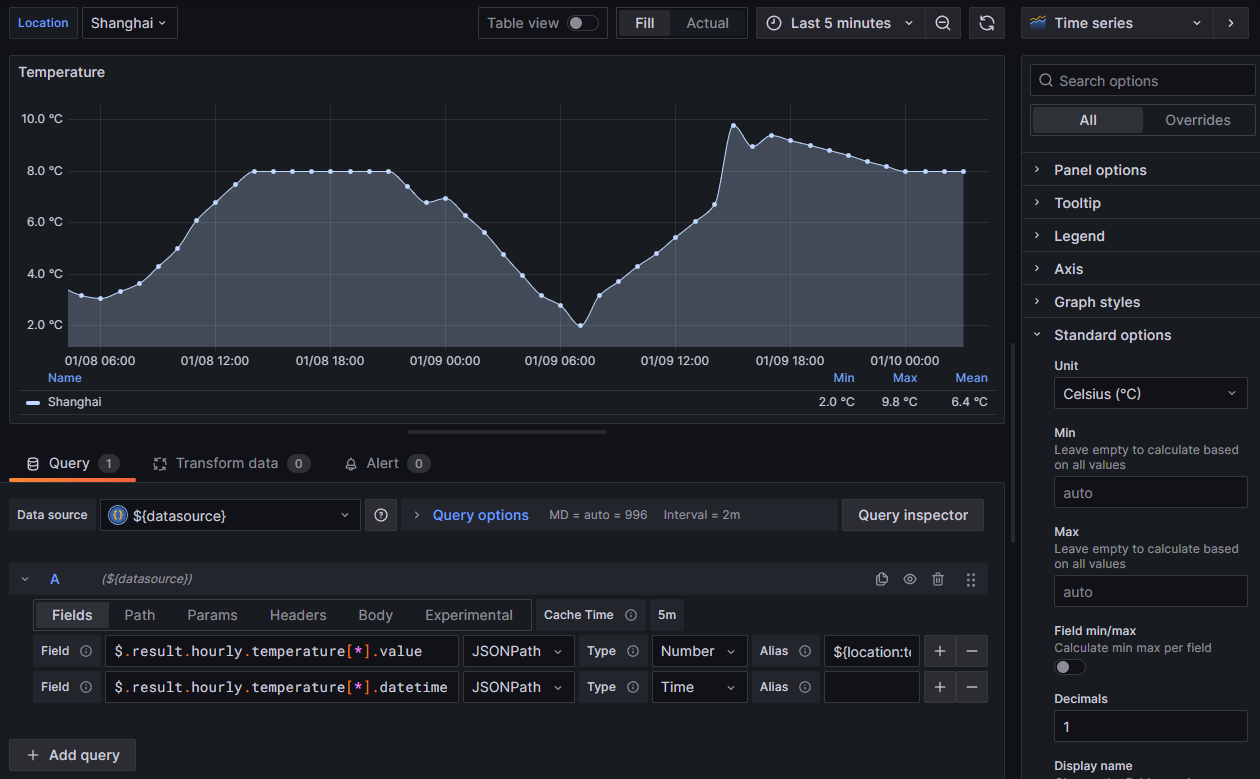 Location Shanghai Table view Fill Actual Last 5 minutes Time series
Temperature
10.0 °C
8.0 °C
6.0 °C
4.0 °C
2.0 °C
01/08 06:00 01/08 12:00 01/08 18:00 01/09 00:00 01/09 06:00 01/09 12:00 01/09 18:00 01/10 00:00
Name Min Max Mean
Shanghai 2.0 °C 9.8 °C 6.4 °C
Query 1 Transform data 0 Alert 0
Data source ${datasource} Query options MD = auto = 996 Interval = 2m Query inspector
A (${datasource})
Fields Path Params Headers Body Experimental Cache Time 5m
Field $.result.hourly.temperature[*].value JSONPath Type Number Alias ${location:te
Field $.result.hourly.temperature[*].datetime JSONPath Type Time Alias
+ Add query
Search options
All Overrides
Panel options
Tooltip
Legend
Axis
Graph styles
Standard options
Unit
Celsius (°C)
Min
Leave empty to calculate based
on all values
auto
Max
Leave empty to calculate based
on all values
auto
Field min/max
Calculate min max per field
Decimals
1
Display name